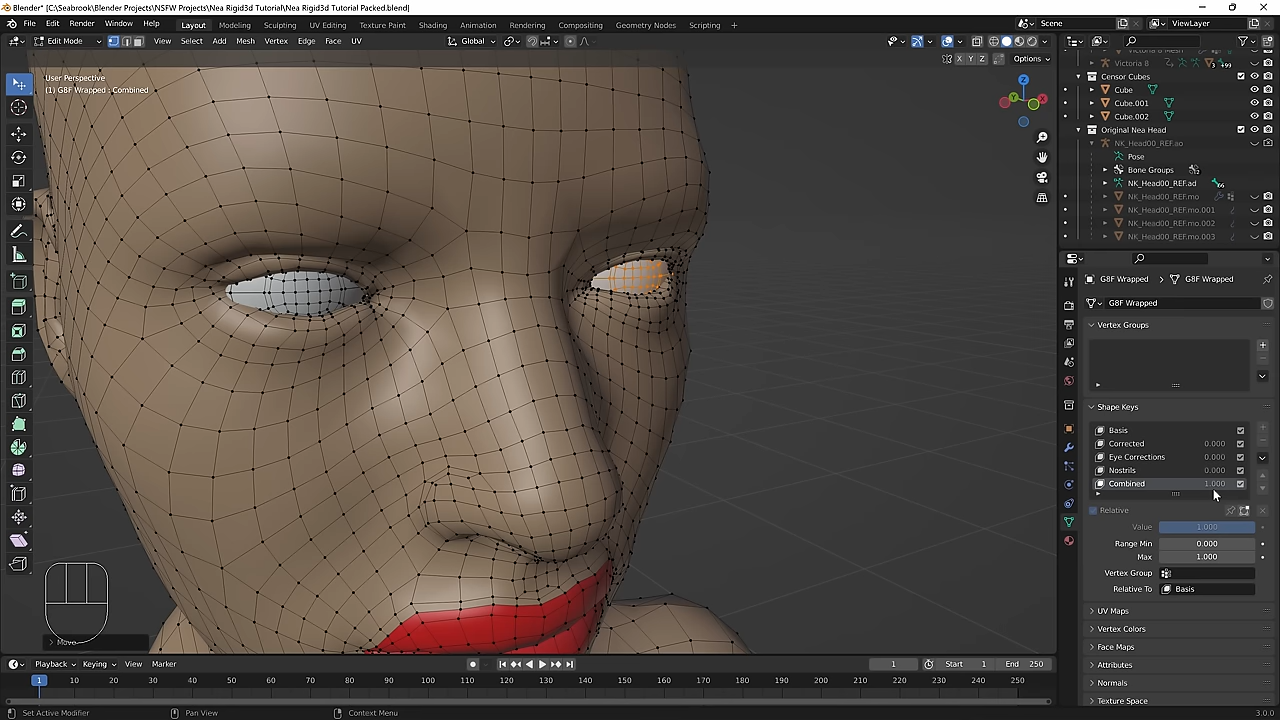 Blender* [C:\Seabrook\Blender Projects\NSFW Projects\Nea Rigid3d Tutorial\Nea Rigid3d Tutorial Packed.blend]
File Edit Render Window Help Layout Modeling Sculpting UV Editing Texture Paint Shading Animation Rendering Compositing Geometry Nodes Scripting + Scene ViewLayer
Edit Mode View Select Add Mesh Vertex Edge Face UV Global
X Y Z Options
User Perspective
(1) G8F Wrapped : Combined
Z
Y X
Move
Victoria 8
Censor Cubes
Cube
Cube.001
Cube.002
Original Nea Head
NK_Head00_REF.ao
Pose
Bone Groups
NK_Head00_REF.ad
NK_Head00_REF.mo
NK_Head00_REF.mo.001
NK_Head00_REF.mo.002
NK_Head00_REF.mo.003
G8F Wrapped > G8F Wrapped
G8F Wrapped
Vertex Groups
Shape Keys
Basis
Corrected 0.000
Eye Corrections 0.000
Nostrils 0.000
Combined 1.000
Relative
Value 1.000
Range Min 0.000
Max 1.000
Vertex Group
Relative To Basis
UV Maps
Vertex Colors
Face Maps
Attributes
Normals
Texture Space
Playback Keying View Marker 1 Start 1 End 250
1 10 20 30 40 50 60 70 80 90 100 110 120 130 140 150 160 170 180 190 200 210 220 230 240 250
Set Active Modifier Pan View Context Menu 3.0.0